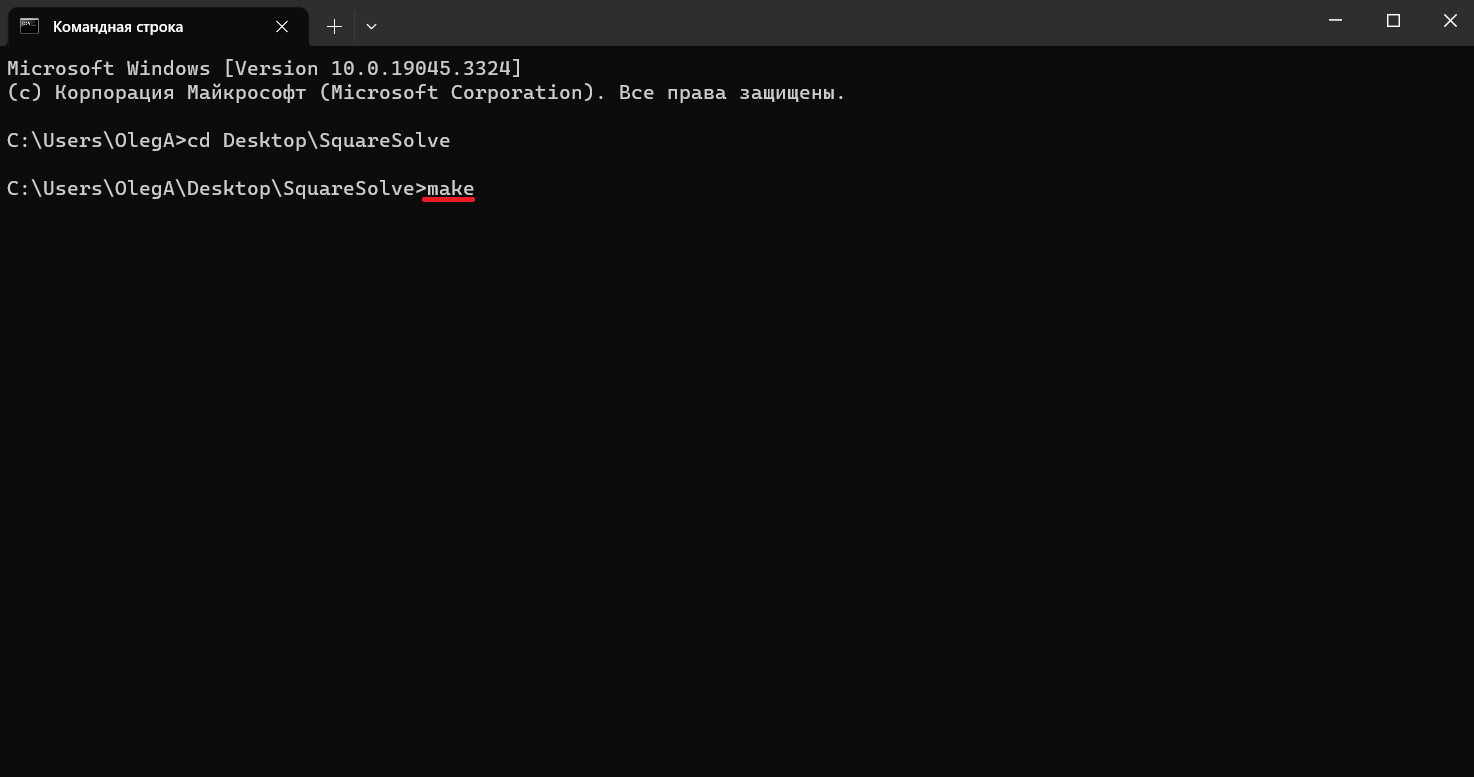 Командная строка
Microsoft Windows [Version 10.0.19045.3324]
(c) Корпорация Майкрософт (Microsoft Corporation). Все права защищены.
C:\Users\OlegA>cd Desktop\SquareSolve
C:\Users\OlegA\Desktop\SquareSolve>make